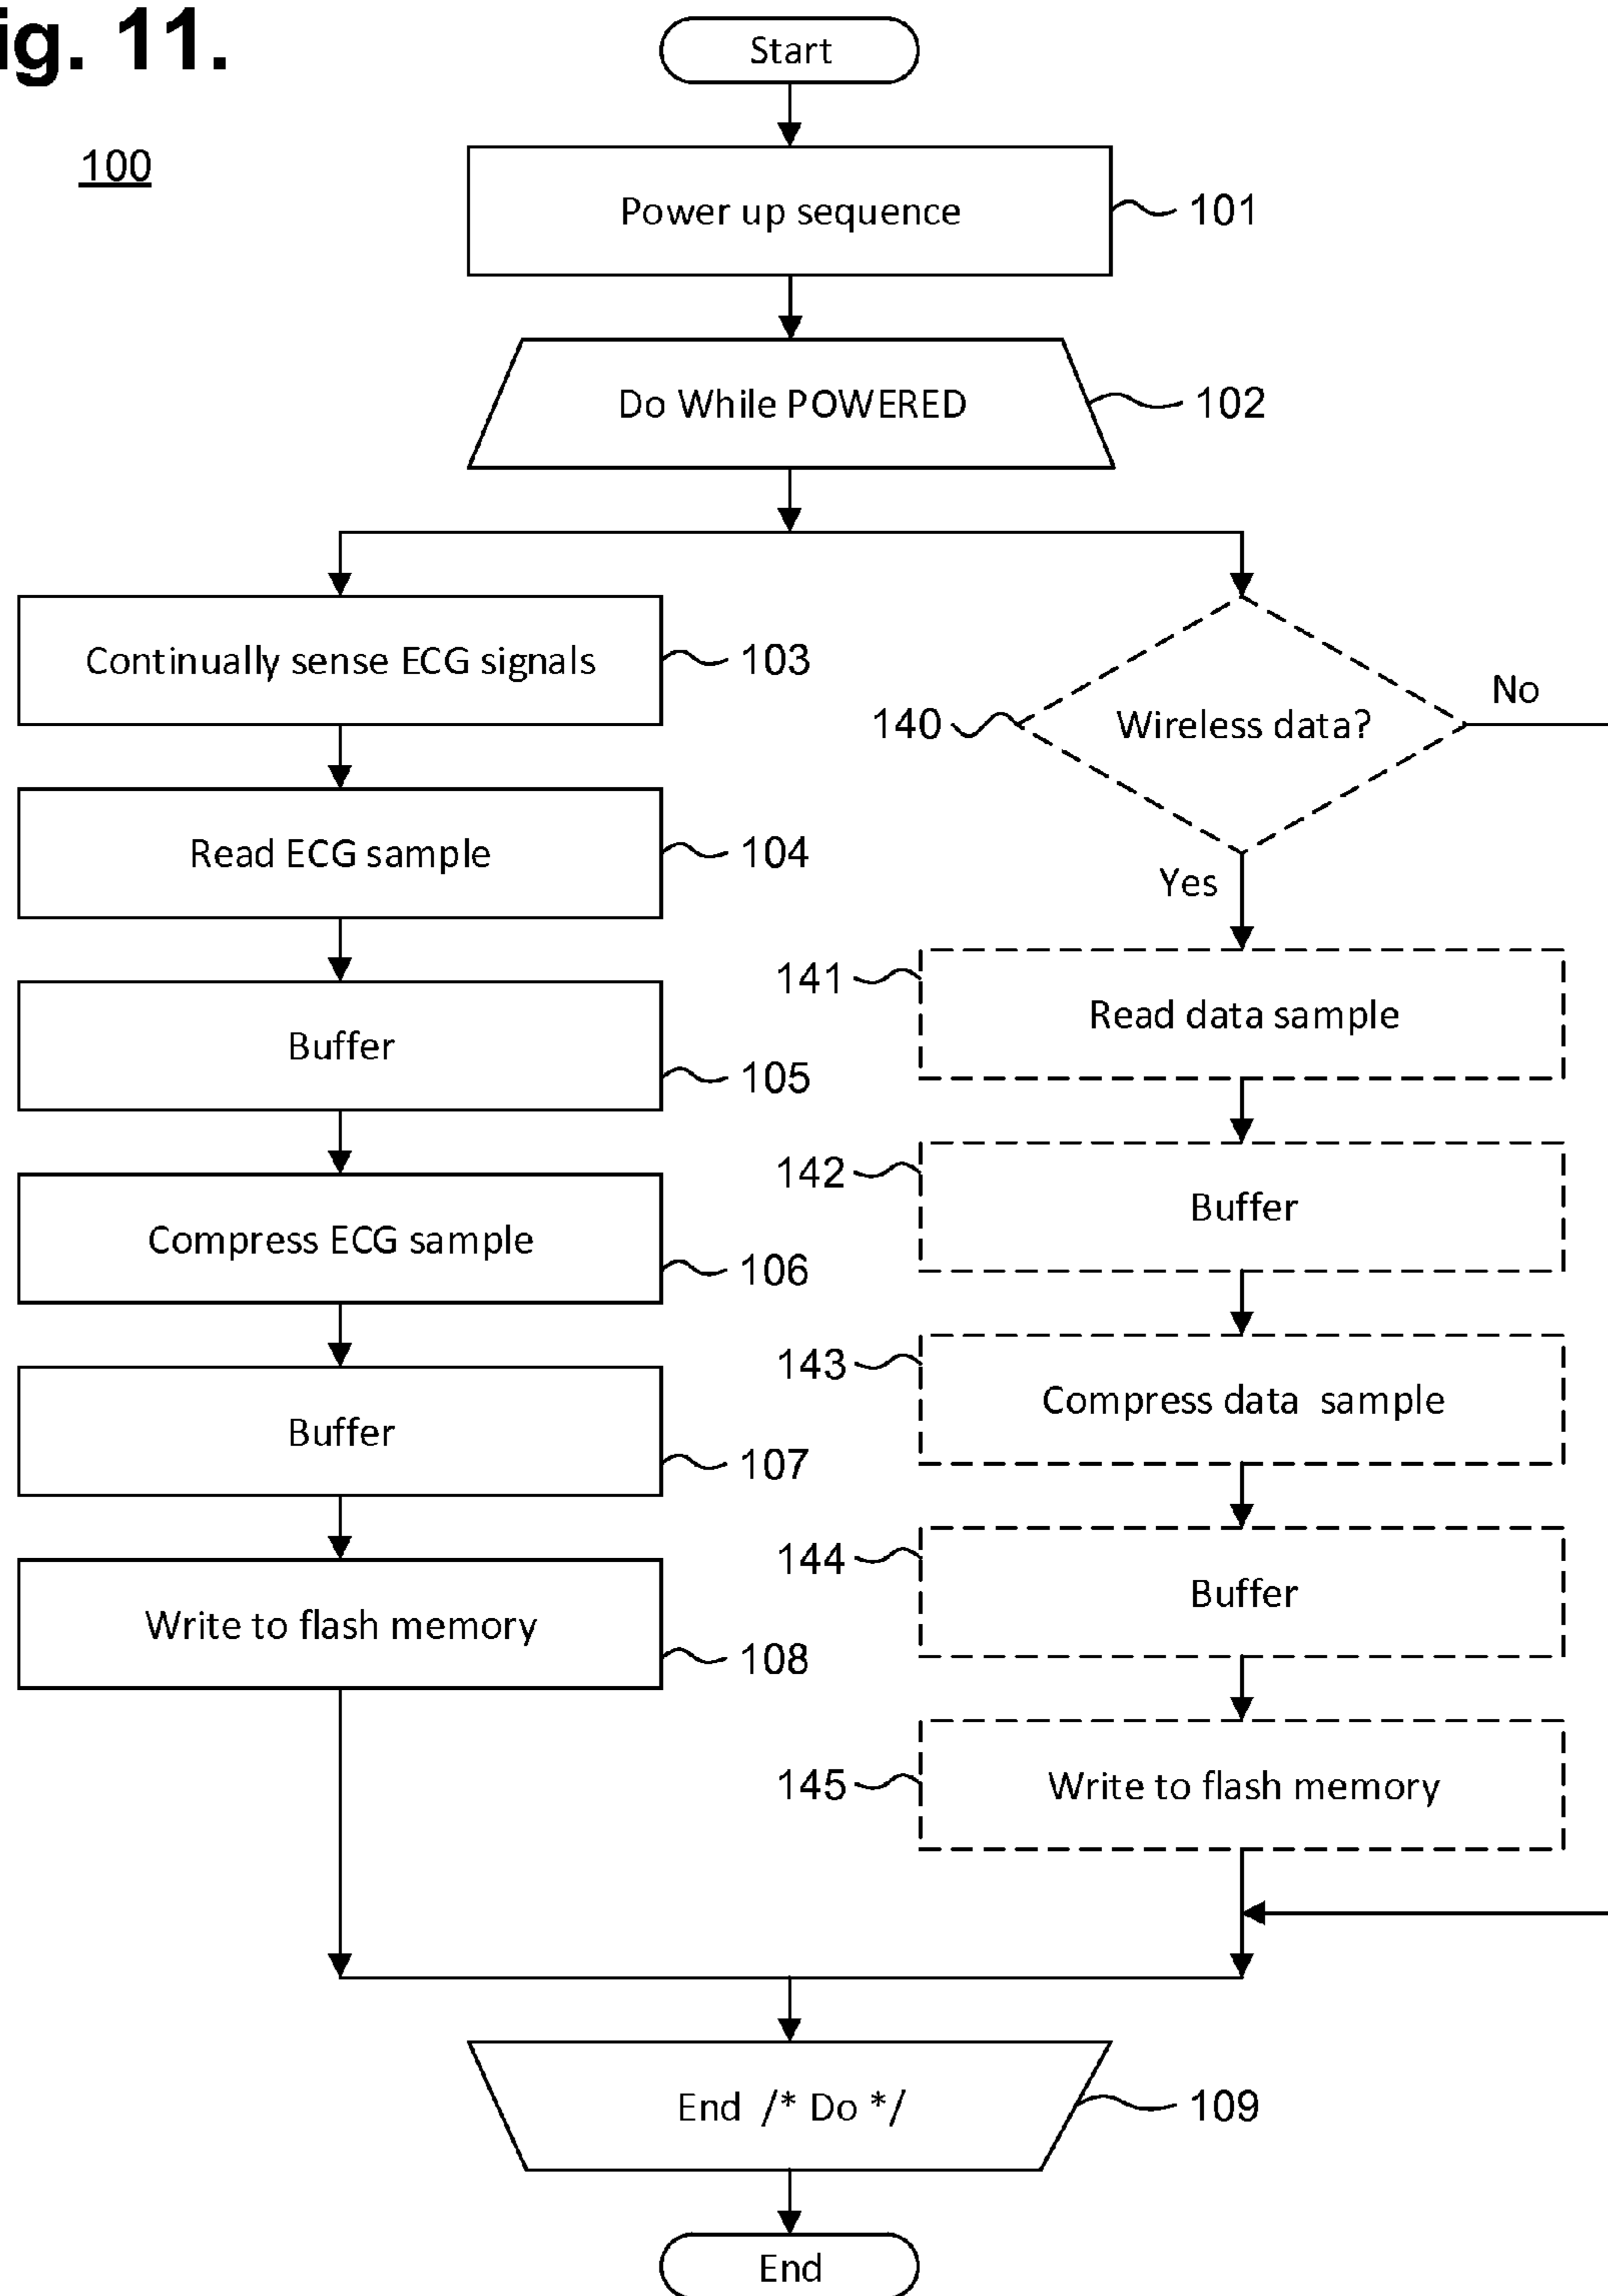 ig. 11.
100
Start
Power up sequence
101
Do While POWERED
102
Continually sense ECG signals
103
Read ECG sample
104
Buffer
105
Compress ECG sample
106
Buffer
107
Write to flash memory
108
140
Wireless data?
No
Yes
141
Read data sample
142
Buffer
143
Compress data  sample
144
Buffer
145
Write to flash memory
End /* Do */
109
End